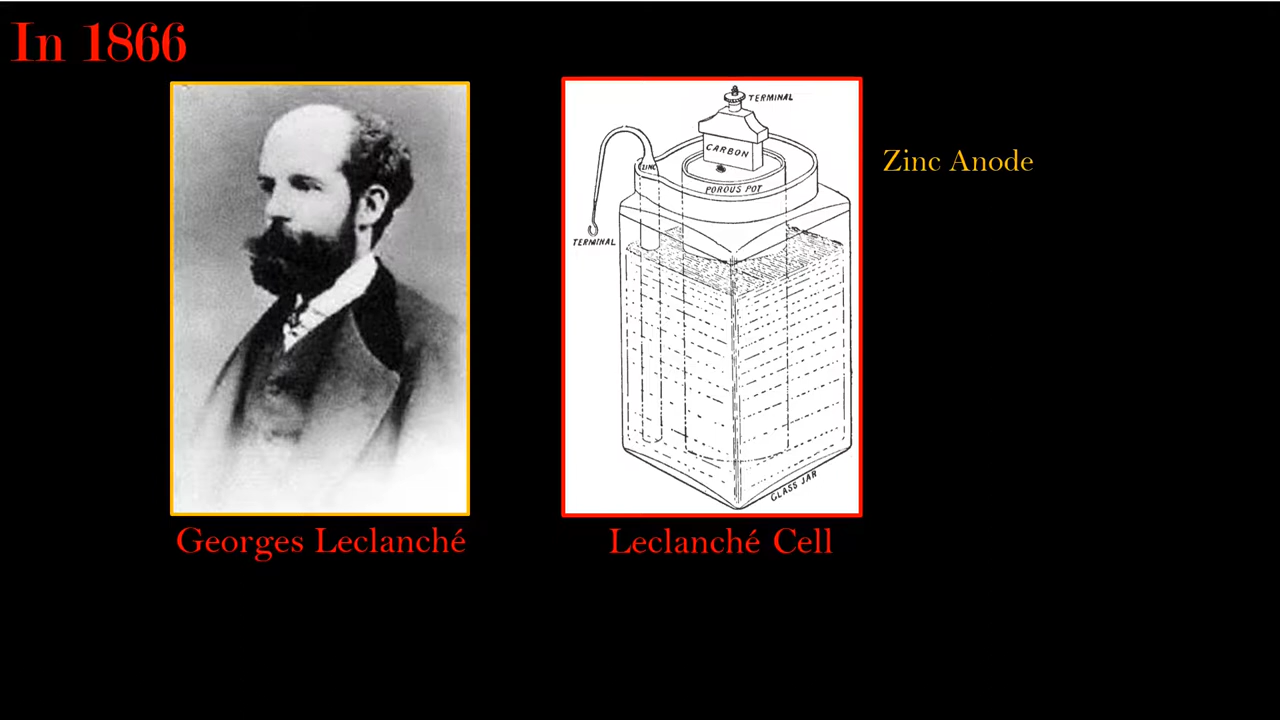 In 1866
TERMINAL
CARBON
ZINC
POROUS POT
TERMINAL
GLASS JAR
Zinc Anode
Georges Leclanché
Leclanché Cell